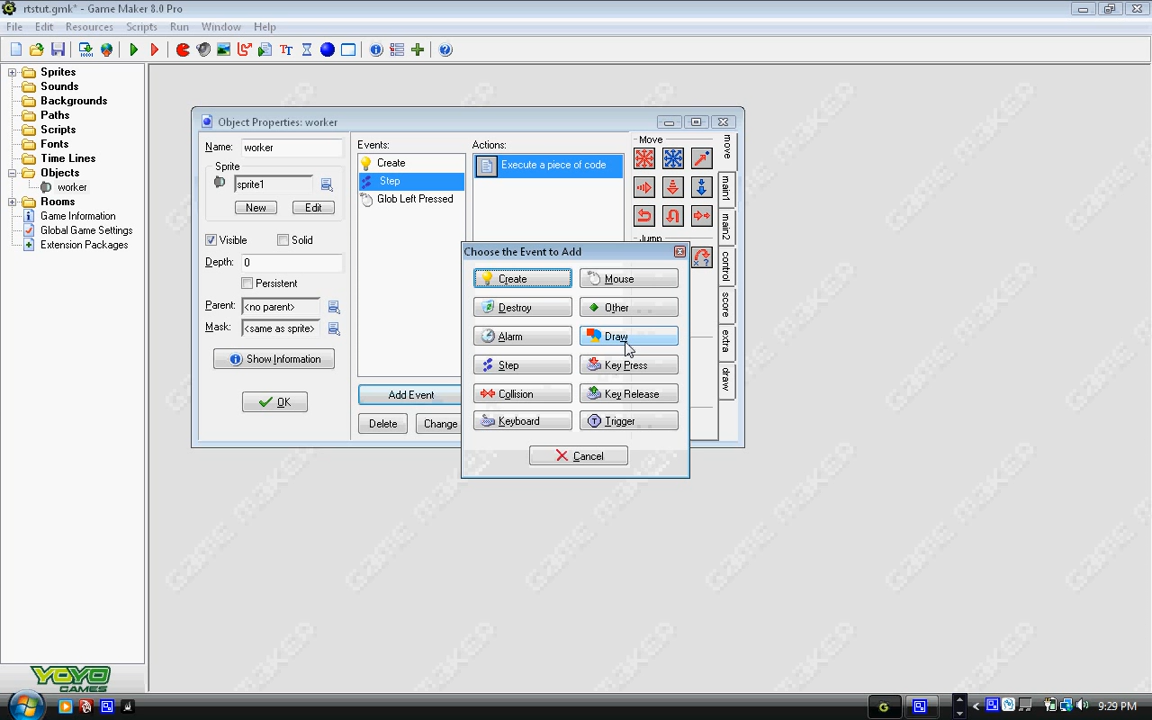 rtstut.gmk* - Game Maker 8.0 Pro
File Edit Resources Scripts Run Window Help
Sprites
Sounds
Backgrounds
Paths
Scripts
Fonts
Time Lines
Objects
worker
Rooms
Game Information
Global Game Settings
Extension Packages
YOYO
GAMES
Object Properties: worker
Name: worker
Sprite
sprite1
New Edit
Visible Solid
Depth: 0
Persistent
Parent: <no parent>
Mask: <same as sprite>
Show Information
OK
Events:
Create
Step
Glob Left Pressed
Add Event
Delete Change
Actions:
Execute a piece of code
Move
Jump
move
main1
main2
control
score
extra
draw
Choose the Event to Add
Create Mouse
Destroy Other
Alarm Draw
Step Key Press
Collision Key Release
Keyboard Trigger
Cancel
9:29 PM